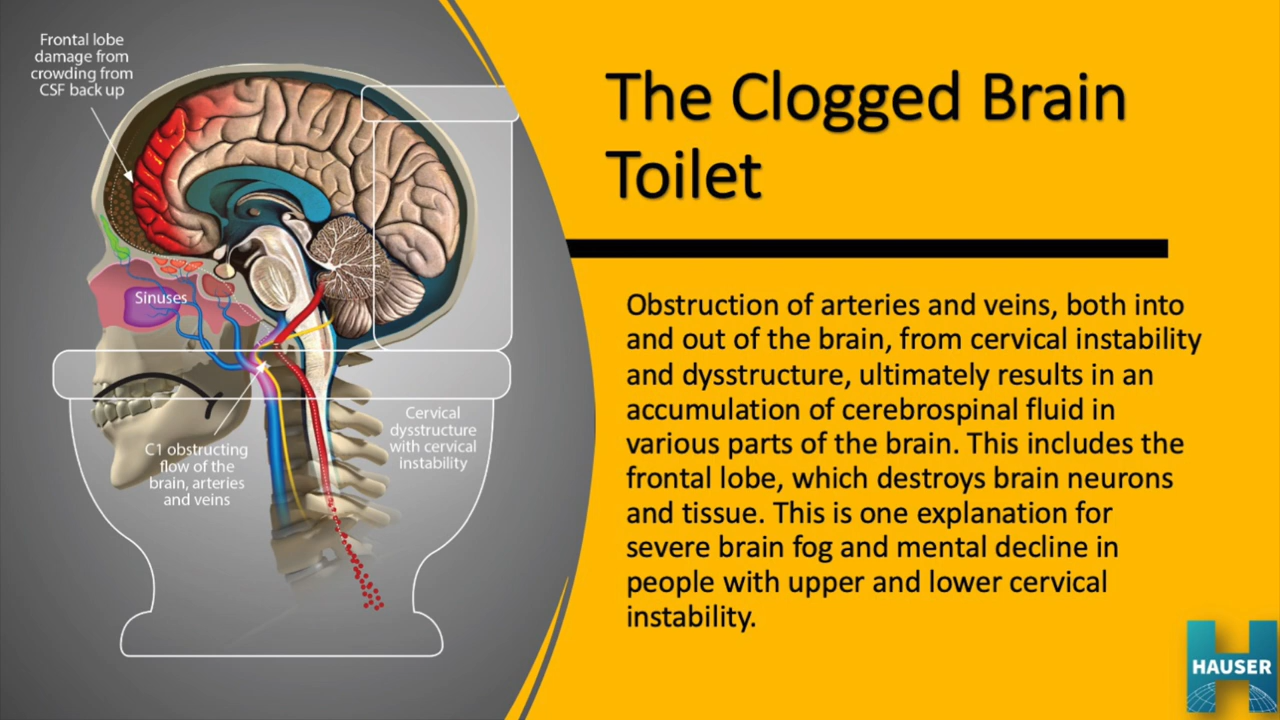 Frontal lobe
damage from
crowding from
CSF back up
Sinuses
C1 obstructing
flow of the
brain, arteries
and veins
Cervical
dysstructure
with cervical
instability
The Clogged Brain
Toilet
Obstruction of arteries and veins, both into
and out of the brain, from cervical instability
and dysstructure, ultimately results in an
accumulation of cerebrospinal fluid in
various parts of the brain. This includes the
frontal lobe, which destroys brain neurons
and tissue. This is one explanation for
severe brain fog and mental decline in
people with upper and lower cervical
instability.
HAUSER